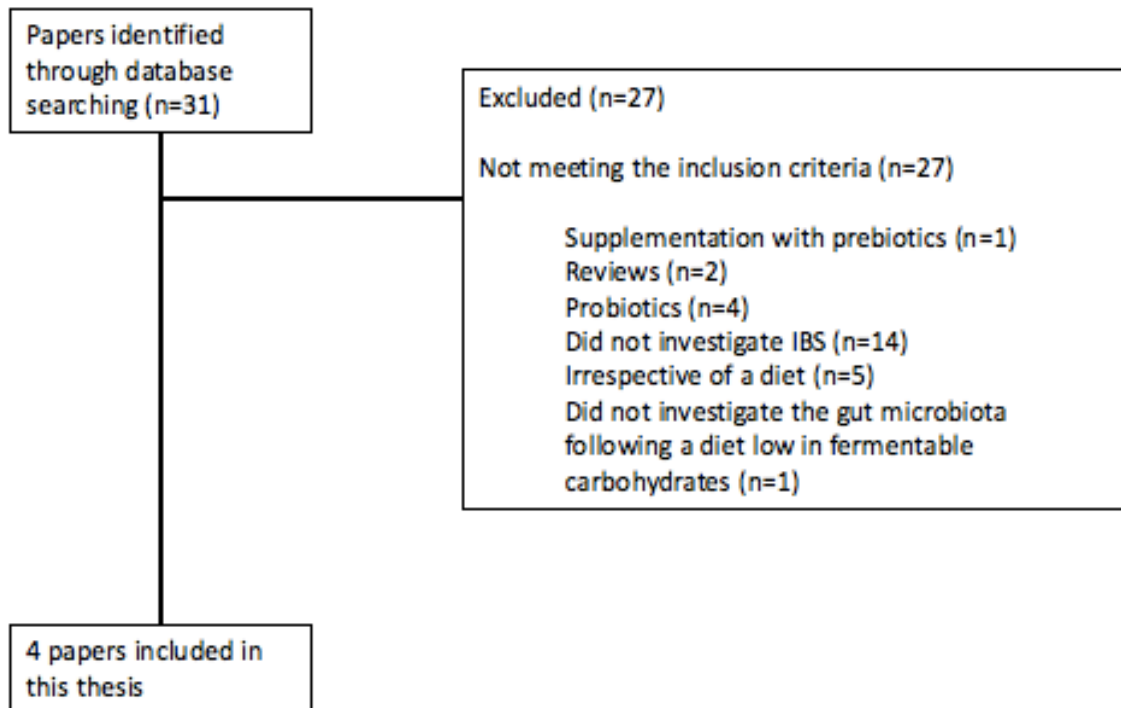 Papers identified
through database
searching (n=31)
Excluded (n=27)
Not meeting the inclusion criteria (n=27)
Supplementation with prebiotics (n=1)
Reviews (n=2)
Probiotics (n=4)
Did not investigate IBS (n=14)
Irrespective of a diet (n=5)
Did not investigate the gut microbiota
following a diet low in fermentable
carbohydrates (n=1)
4 papers included in
this thesis